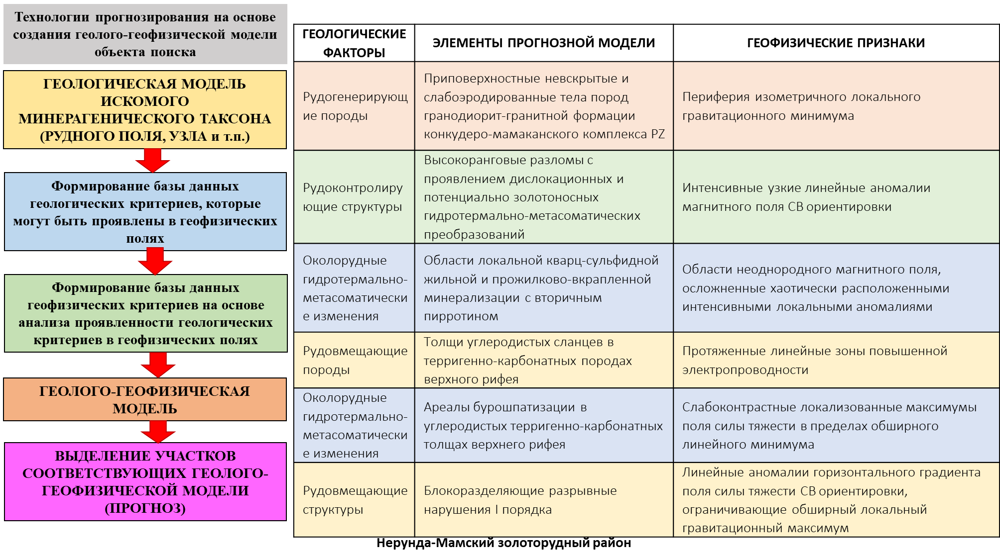 Технологии прогнозирования на основе
создания геолого-геофизической модели
объекта поиска
ГЕОЛОГИЧЕСКАЯ МОДЕЛЬ
ИСКОМОГО
МИНЕРАГЕНИЧЕСКОГО ТАКСОНА
(РУДНОГО ПОЛЯ, УЗЛА и т.п.)
Формирование базы данных
геологических критериев, которые
могут быть проявлены в геофизических
полях
Формирование базы данных
геофизических критериев на основе
анализа проявленности геологических
критериев в геофизических полях
ГЕОЛОГО-ГЕОФИЗИЧЕСКАЯ
МОДЕЛЬ
ВЫДЕЛЕНИЕ УЧАСТКОВ
СООТВЕТСТВУЮЩИХ ГЕОЛОГО-
ГЕОФИЗИЧЕСКОЙ МОДЕЛИ
(ПРОГНОЗ)
ГЕОЛОГИЧЕСКИЕ
ФАКТОРЫ
ЭЛЕМЕНТЫ ПРОГНОЗНОЙ МОДЕЛИ
ГЕОФИЗИЧЕСКИЕ ПРИЗНАКИ
Рудогенерирующ
ие породы
Приповерхностные невскрытые и
слабоэродированные тела пород
гранодиорит-гранитной формации
конкудеро-мамаканского комплекса PZ
Периферия изометричного локального
гравитационного минимума
Рудоконтролиру
ющие структуры
Высокоранговые разломы с
проявлением дислокационных и
потенциально золотоносных
гидротермально-метасоматических
преобразований
Интенсивные узкие линейные аномалии
магнитного поля СВ ориентировки
Околорудные
гидротермально-
метасоматически
е изменения
Области локальной кварц-сульфидной
жильной и прожилково-вкрапленной
минерализации с вторичным
пирротином
Области неоднородного магнитного поля,
осложненные хаотически расположенными
интенсивными локальными аномалиями
Рудовмещающие
породы
Толщи углеродистых сланцев в
терригенно-карбонатных породах
верхного рифея
Протяженные линейные зоны повышенной
электропроводности
Околорудные
гидротермально-
метасоматически
е изменения
Ареалы бурошпатизации в
углеродистых терригенно-карбонатных
толщах верхнего рифея
Слабоконтрастные локализованные максимумы
поля силы тяжести в пределах обширного
линейного минимума
Рудовмещающие
структуры
Блокоразделяющие разрывные
нарушения I порядка
Линейные аномалии горизонтального градиента
поля силы тяжести СВ ориентировки,
ограничивающие обширный локальный
гравитационный максимум
Нерунда-Мамский золоторудный район